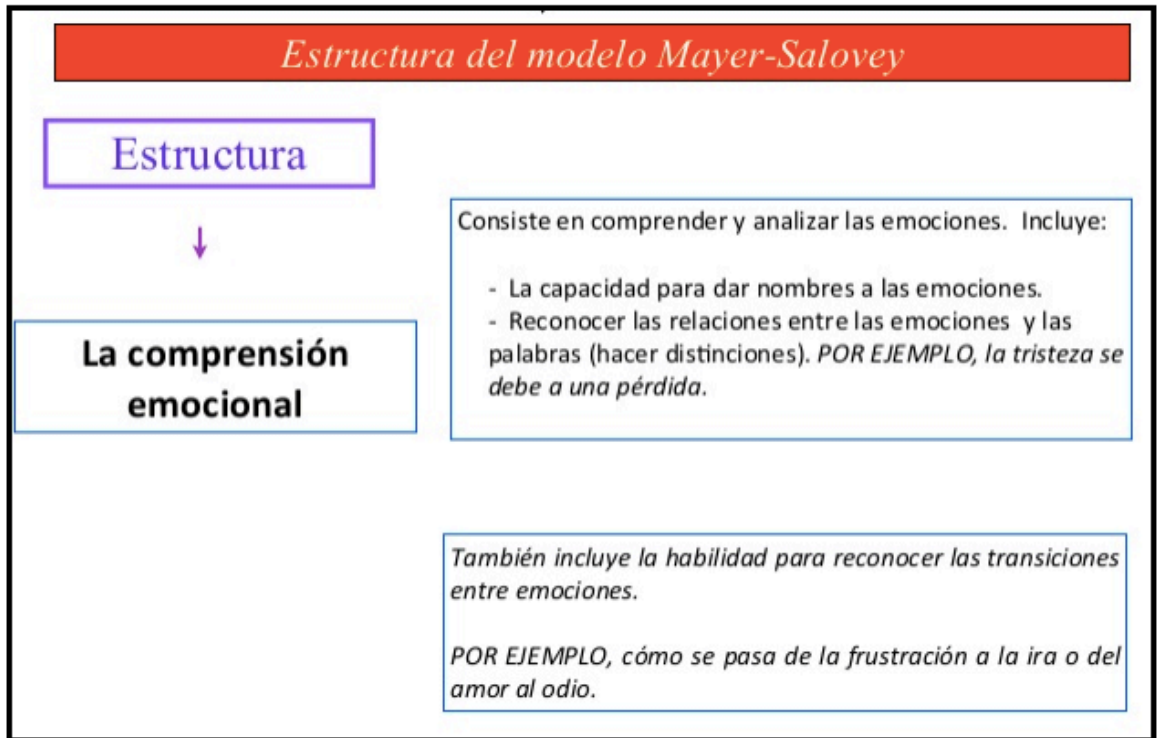 Estructura del modelo Mayer-Salovey
Estructura
La comprensión
emocional
Consiste en comprender y analizar las emociones. Incluye:
- La capacidad para dar nombres a las emociones.
- Reconocer las relaciones entre las emociones y las
palabras (hacer distinciones). POR EJEMPLO, la tristeza se
debe a una pérdida.
También incluye la habilidad para reconocer las transiciones
entre emociones.
POR EJEMPLO, cómo se pasa de la frustración a la ira o del
amor al odio.